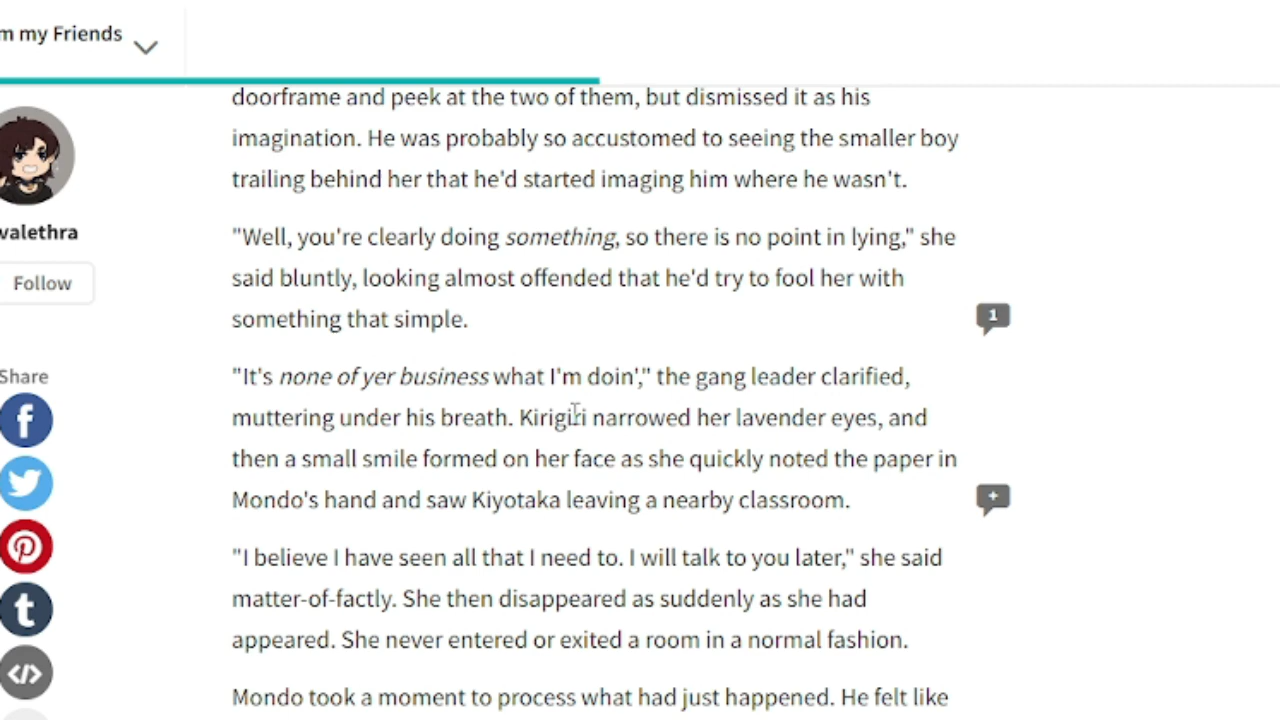 m my Friends
doorframe and peek at the two of them, but dismissed it as his
imagination. He was probably so accustomed to seeing the smaller boy
trailing behind her that he'd started imaging him where he wasn't.
valethra
Follow
"Well, you're clearly doing something, so there is no point in lying," she
said bluntly, looking almost offended that he'd try to fool her with
something that simple.
1
Share
"It's none of yer business what I'm doin'," the gang leader clarified,
muttering under his breath. Kirigiri narrowed her lavender eyes, and
then a small smile formed on her face as she quickly noted the paper in
Mondo's hand and saw Kiyotaka leaving a nearby classroom.
+
"I believe I have seen all that I need to. I will talk to you later," she said
matter-of-factly. She then disappeared as suddenly as she had
appeared. She never entered or exited a room in a normal fashion.
Mondo took a moment to process what had just happened. He felt like